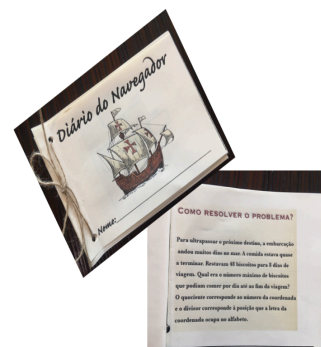 Diário do Navegador
Nome:
COMO RESOLVER O PROBLEMA?
Para ultrapassar o próximo destino, a embarcação
andou muitos dias no mar. A comida estava quase
a terminar. Restavam 48 biscoitos para 8 dias de
viagem. Qual era o número máximo de biscoitos
que podiam comer por dia até ao fim da viagem?
O quociente corresponde ao número da coordenada
e o divisor corresponde à posição que a letra da
coordenada ocupa no alfabeto.